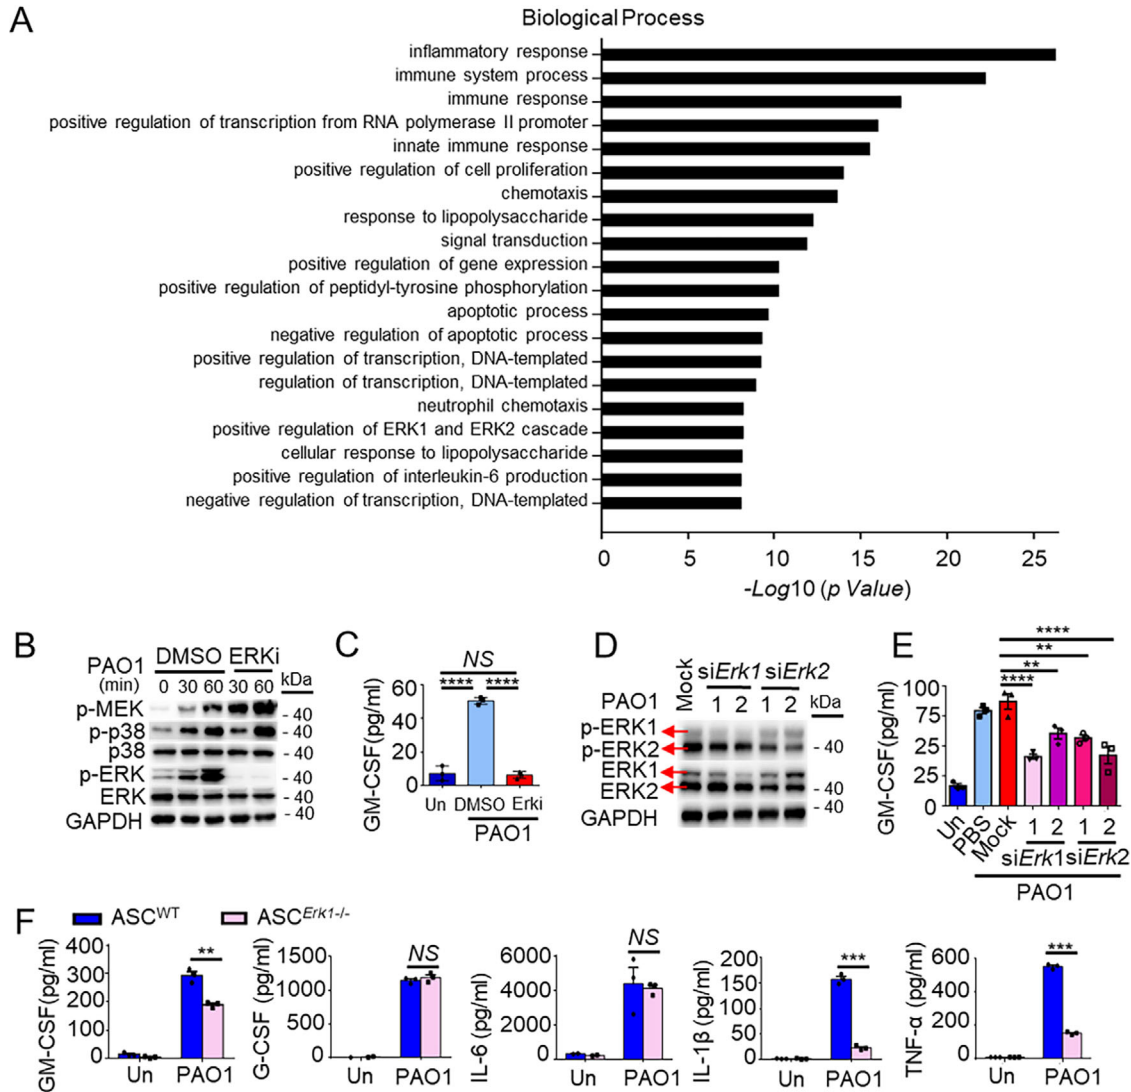 A
Biological Process
inflammatory response
immune system process
immune response
positive regulation of transcription from RNA polymerase II promoter
innate immune response
positive regulation of cell proliferation
chemotaxis
response to lipopolysaccharide
signal transduction
positive regulation of gene expression
positive regulation of peptidyl-tyrosine phosphorylation
apoptotic process
negative regulation of apoptotic process
positive regulation of transcription, DNA-templated
regulation of transcription, DNA-templated
neutrophil chemotaxis
positive regulation of ERK1 and ERK2 cascade
cellular response to lipopolysaccharide
positive regulation of interleukin-6 production
negative regulation of transcription, DNA-templated
0 5 10 15 20 25
-Log10 (p Value)
B
DMSO ERKi
PAO1 (min) 0 30 60 30 60 kDa
p-MEK - 40
p-p38 - 40
p38 - 40
p-ERK - 40
ERK - 40
GAPDH - 40
C
NS
**** ****
GM-CSF(pg/ml)
60
40
20
0
Un DMSO Erki
PAO1
D
Mock siErk1 siErk2
PAO1 1 2 1 2 kDa
p-ERK1
p-ERK2 - 40
ERK1
ERK2 - 40
GAPDH - 40
E
****
**
**
****
GM-CSF(pg/ml)
100
75
25
25
0
Un PBS Mock 1 2 1 2
siErk1 siErk2
PAO1
F
ASCWT ASCErk1-/-
GM-CSF(pg/ml)
400
300
200
100
0
**
Un PAO1
G-CSF(pg/ml)
1500
1000
500
0
NS
Un PAO1
IL-6 (pg/ml)
6000
4000
2000
0
NS
Un PAO1
IL-1β (pg/ml)
200
150
100
50
0
***
Un PAO1
TNF-α (pg/ml)
600
400
200
0
***
Un PAO1